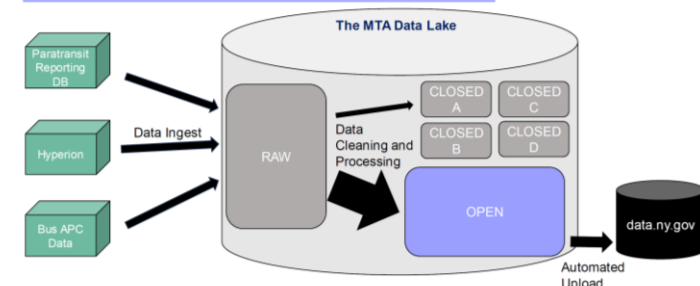 The MTA Data Lake
Paratransit
Reporting
DB
Hyperion
Bus APC
Data
Data Ingest
RAW
Data
Cleaning and
Processing
CLOSED
A
CLOSED
C
CLOSED
B
CLOSED
D
OPEN
data.ny.gov
Automated
Upload